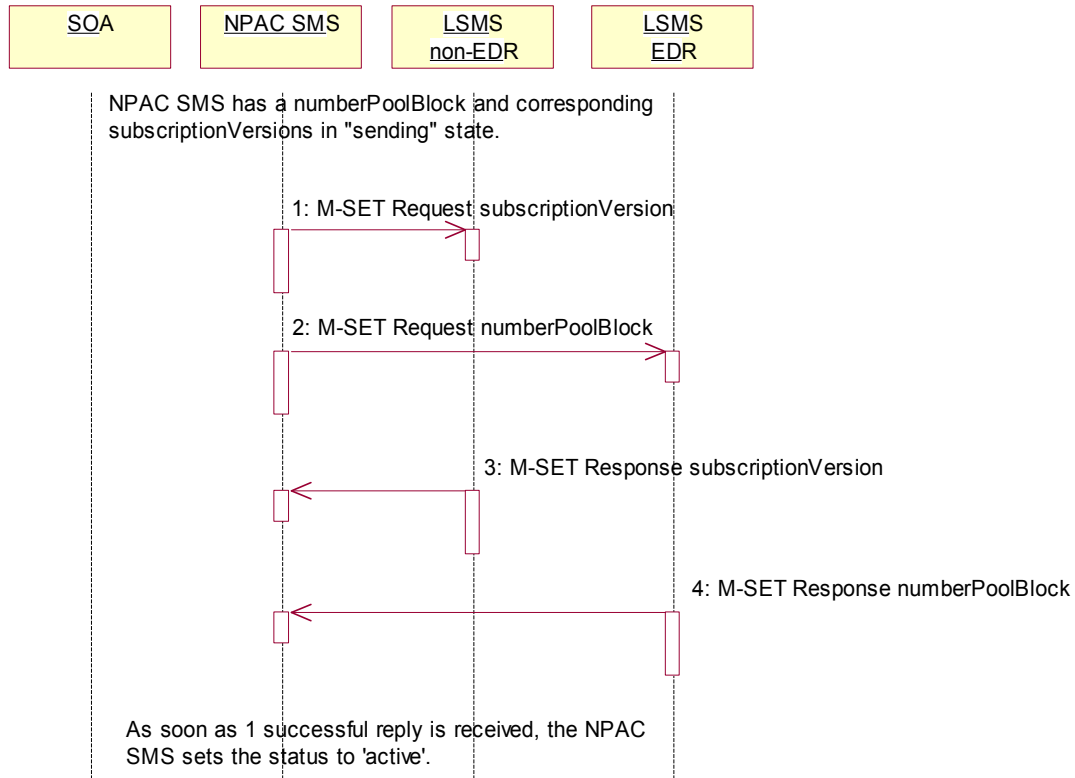 SOA
NPAC SMS
LSMS
non-EDR
LSMS
EDR
NPAC SMS has a numberPoolBlock and corresponding
subscriptionVersions in "sending" state.
1: M-SET Request subscriptionVersion
2: M-SET Request numberPoolBlock
3: M-SET Response subscriptionVersion
4: M-SET Response numberPoolBlock
As soon as 1 successful reply is received, the NPAC
SMS sets the status to 'active'.